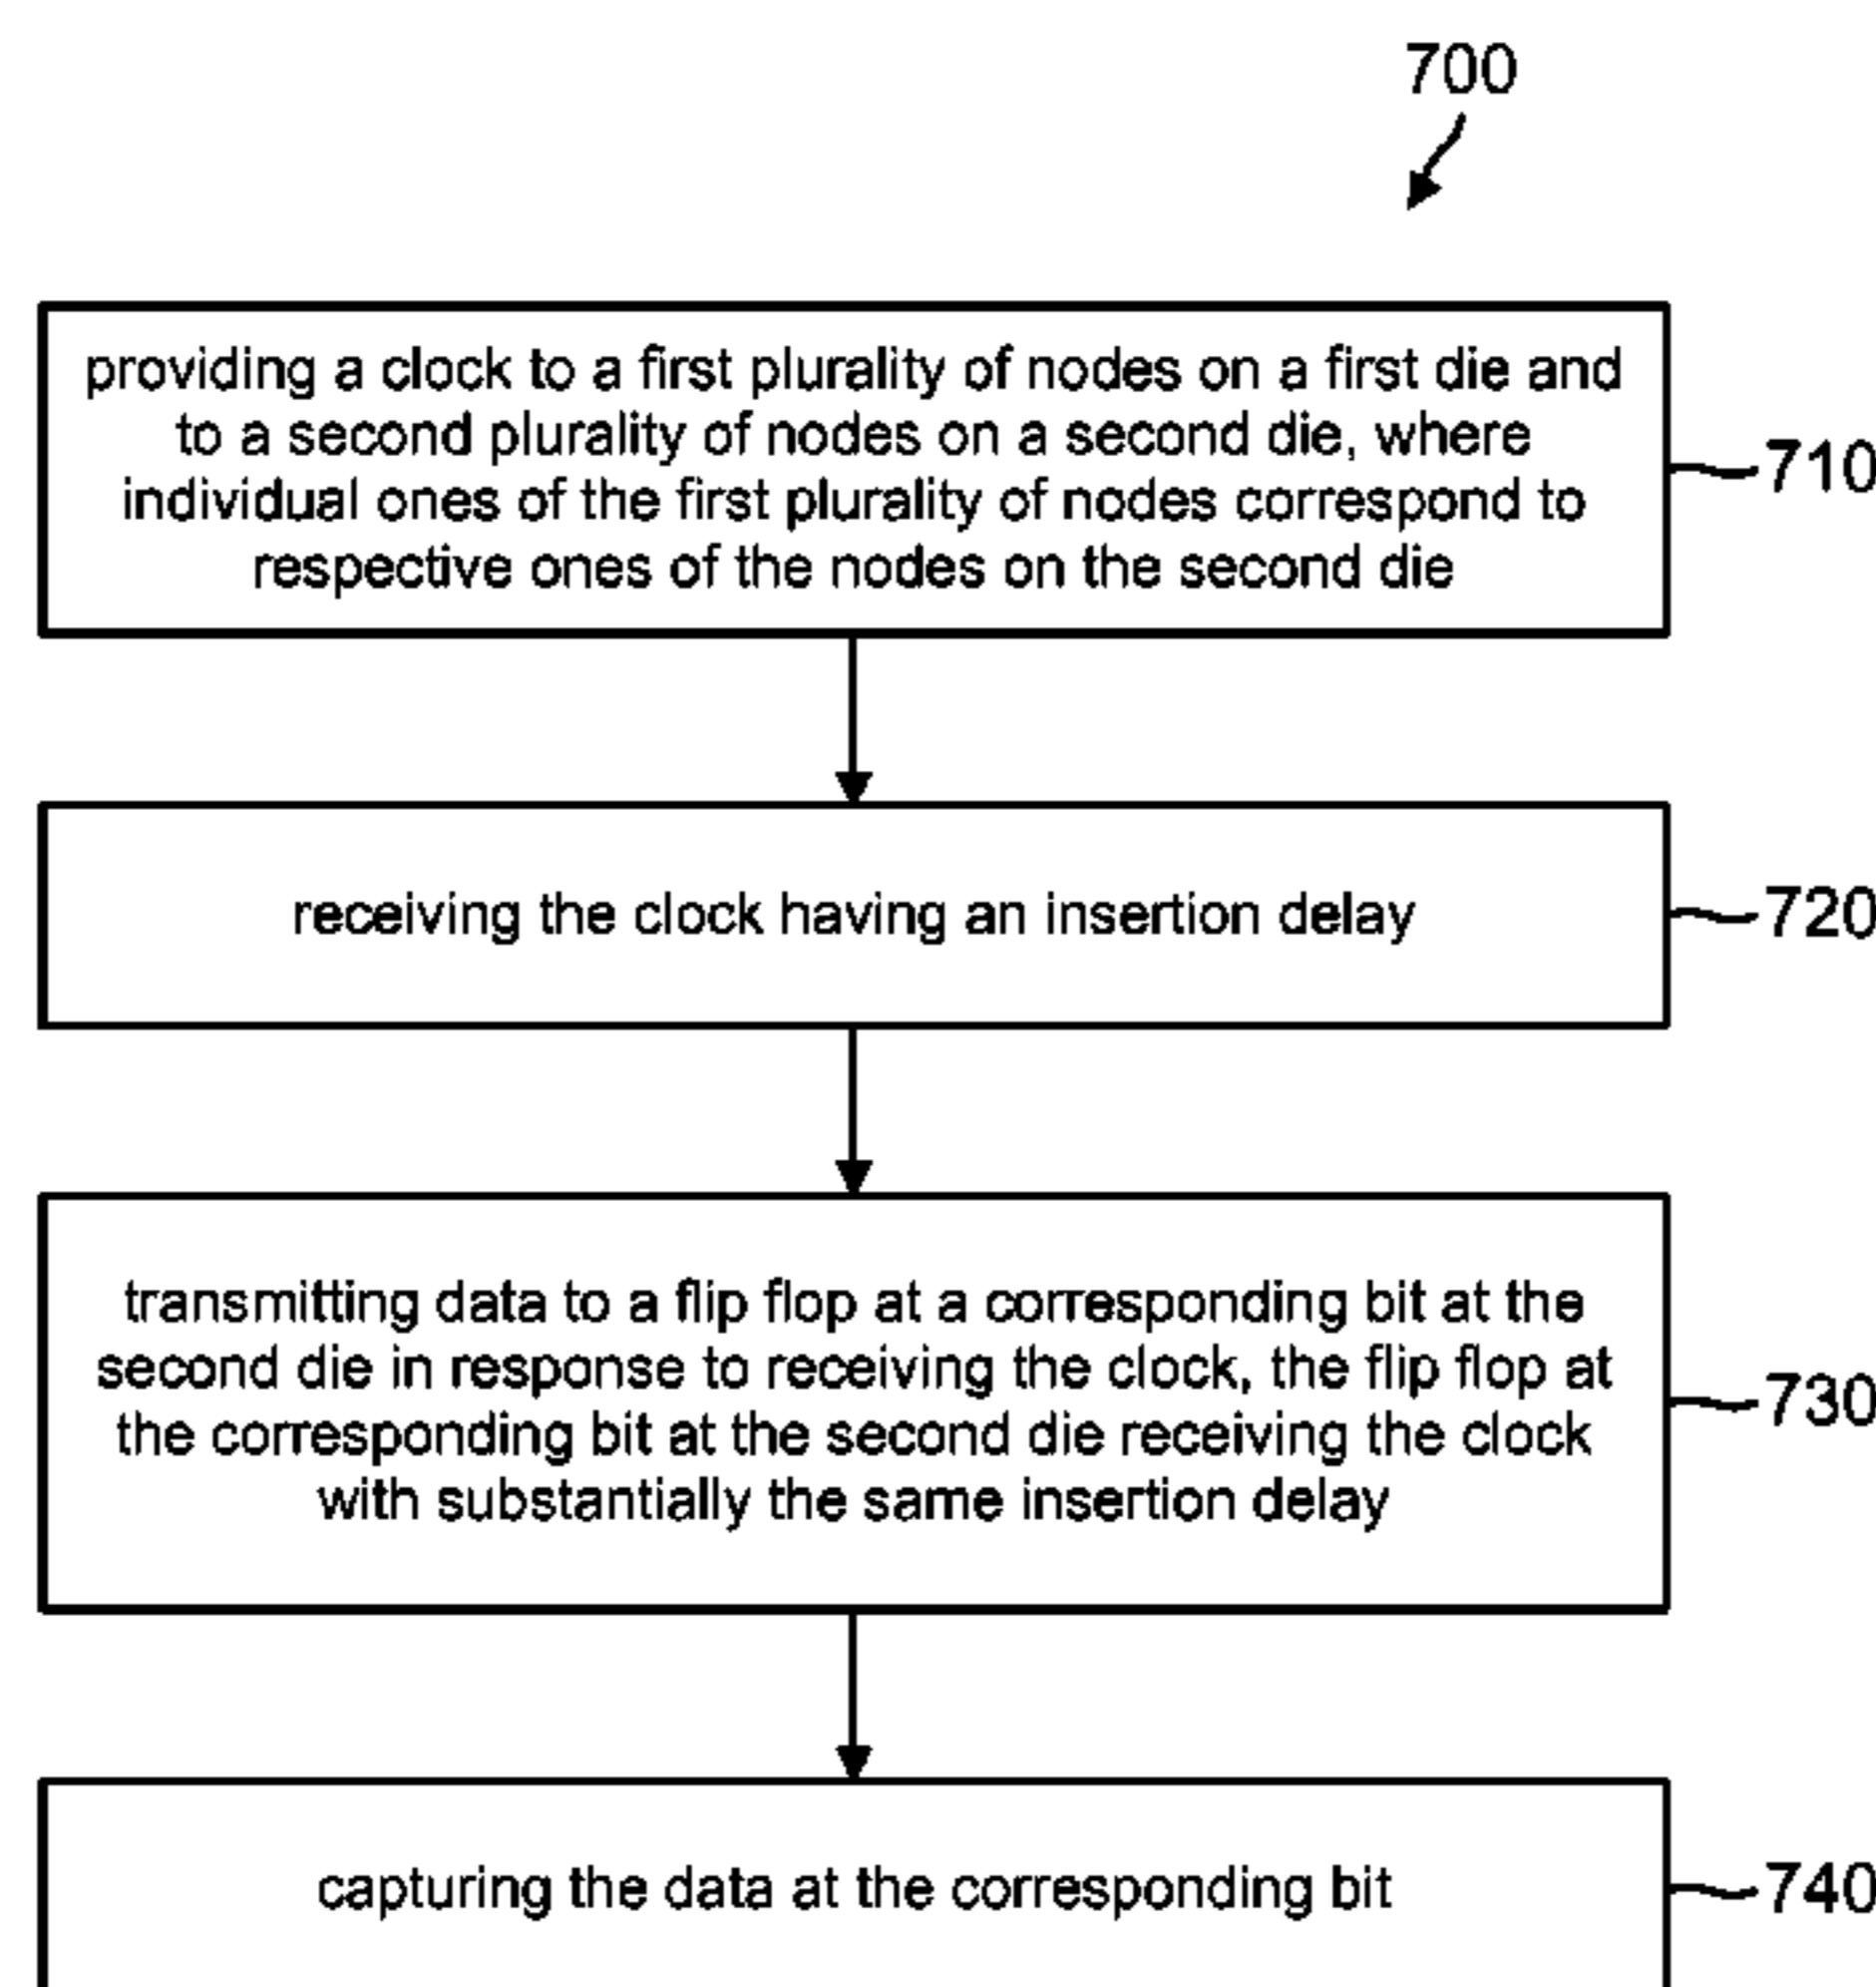 700
providing a clock to a first plurality of nodes on a first die and
to a second plurality of nodes on a second die, where
individual ones of the first plurality of nodes correspond to
respective ones of the nodes on the second die
710
receiving the clock having an insertion delay
720
transmitting data to a flip flop at a corresponding bit at the
second die in response to receiving the clock, the flip flop at
the corresponding bit at the second die receiving the clock
with substantially the same insertion delay
730
capturing the data at the corresponding bit
740